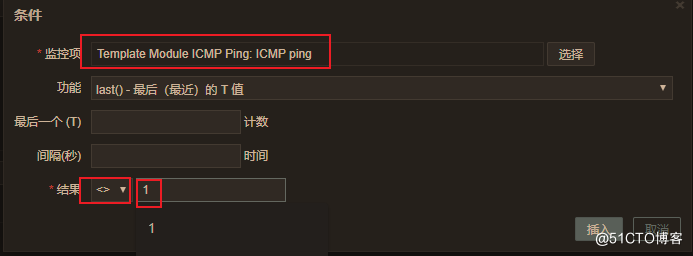 条件
* 监控项 Template Module ICMP Ping: ICMP ping 选择
功能 last() - 最后（最近）的 T 值
最后一个 (T) 计数
间隔(秒) 时间
* 结果 <> 1
1
插入 取消
@51CTO博客